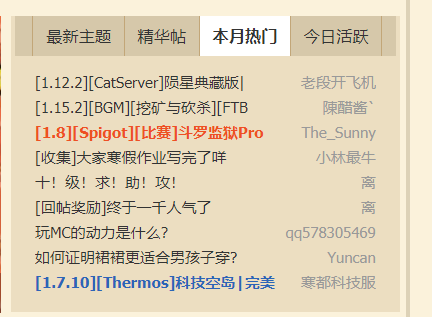 最新主题 精华帖 本月热门 今日活跃
[1.12.2][CatServer]陨星典藏版| 老段开飞机
[1.15.2][BGM][挖矿与砍杀][FTB 陳醋酱`
[1.8][Spigot][比赛]斗罗监狱Pro The_Sunny
[收集]大家寒假作业写完了咩 小林最牛
十！级！求！助！攻！ 离
[回帖奖励]终于一千人气了 离
玩MC的动力是什么? qq578305469
如何证明裙裙更适合男孩子穿? Yuncan
[1.7.10][Thermos]科技空岛|完美 寒都科技服